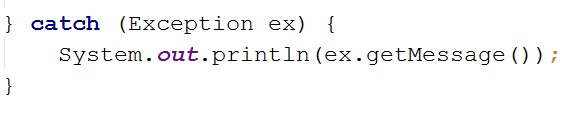 } catch (Exception ex) {
    System.out.println(ex.getMessage());
}